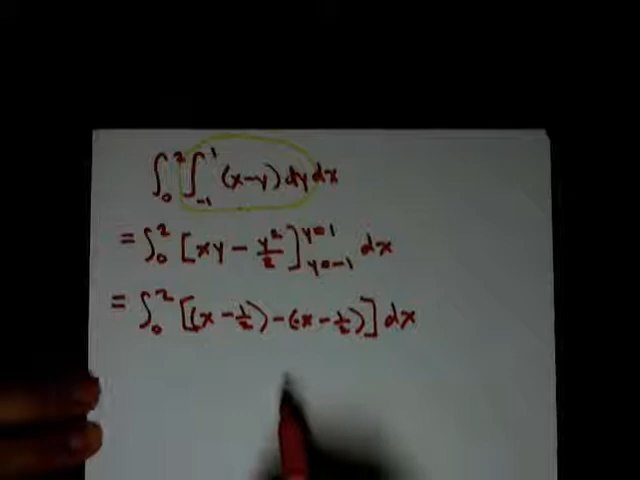 ∫₀² ∫₋₁¹ (x-y) dy dx
= ∫₀² [xy - y²/2]_{y=-1}^{y=1} dx
= ∫₀² [(x - 1/2) - (-x - 1/2)] dx